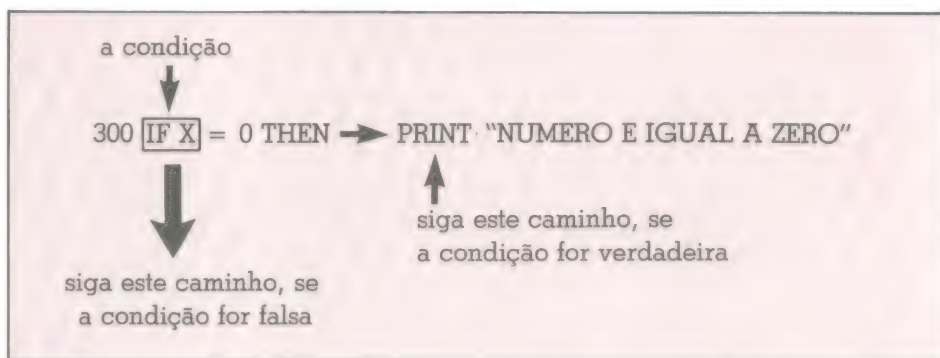 a condição
300 IF X = 0 THEN PRINT "NUMERO E IGUAL A ZERO"
siga este caminho, se
a condição for verdadeira
siga este caminho, se
a condição for falsa